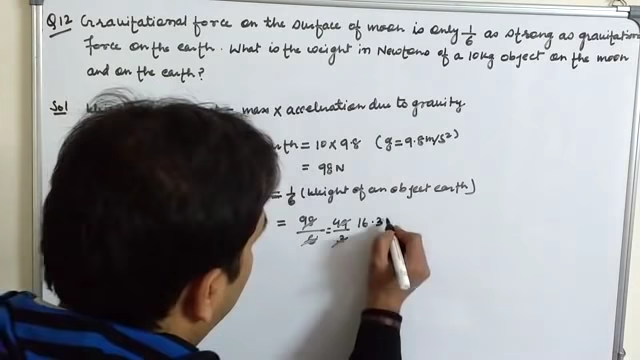 Q12 Gravitational force on the surface of moon is only 1/6 as strong as gravitation
force on the earth. What is the weight in Newtons of a 10kg object on the moon
and on the earth?
Sol mass x acceleration due to gravity
= 10 x 9.8 (g = 9.8 m/s²)
= 98N
= 1/6 (Weight of an object earth)
= 98/6 = 49/3 16.3